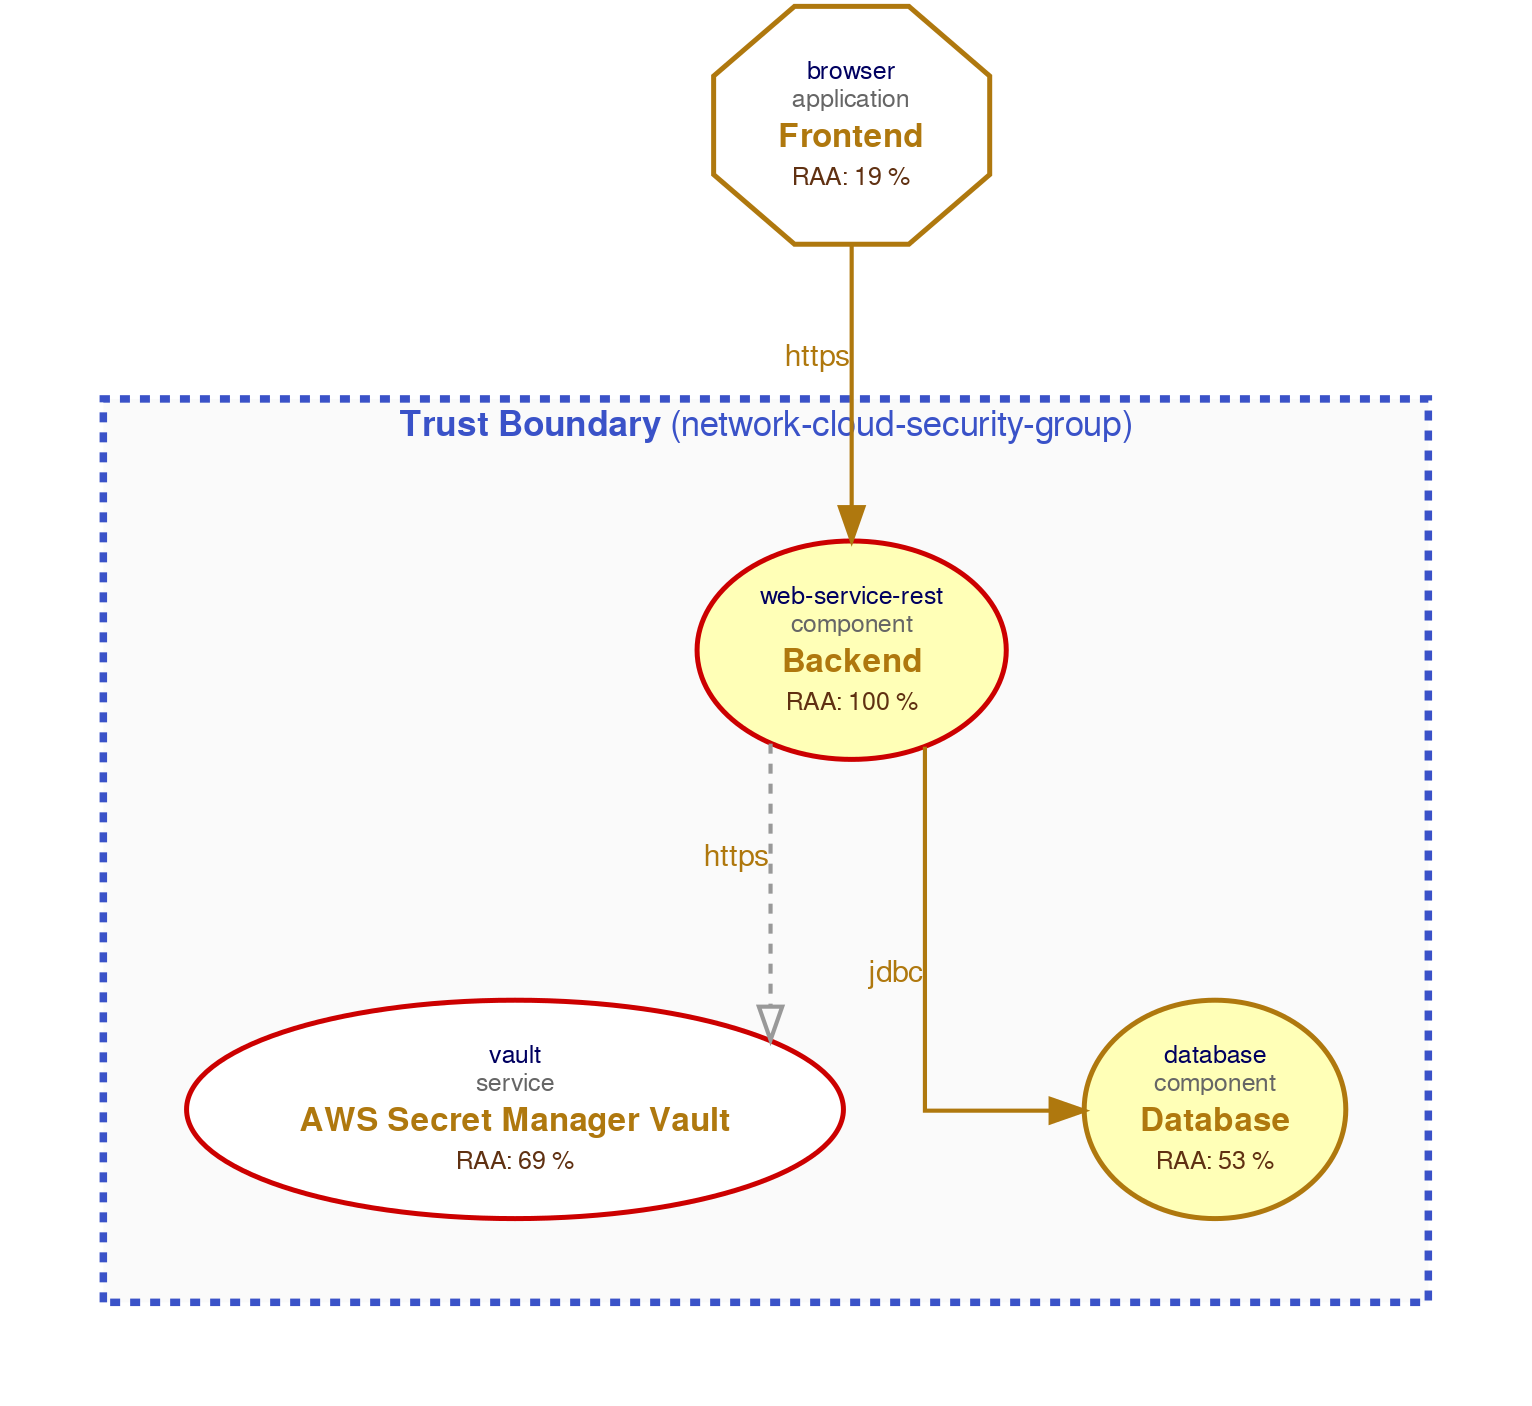 browser
application
Frontend
RAA: 19 %
https
Trust Boundary (network-cloud-security-group)
web-service-rest
component
Backend
RAA: 100 %
https
jdbc
vault
service
AWS Secret Manager Vault
RAA: 69 %
database
component
Database
RAA: 53 %